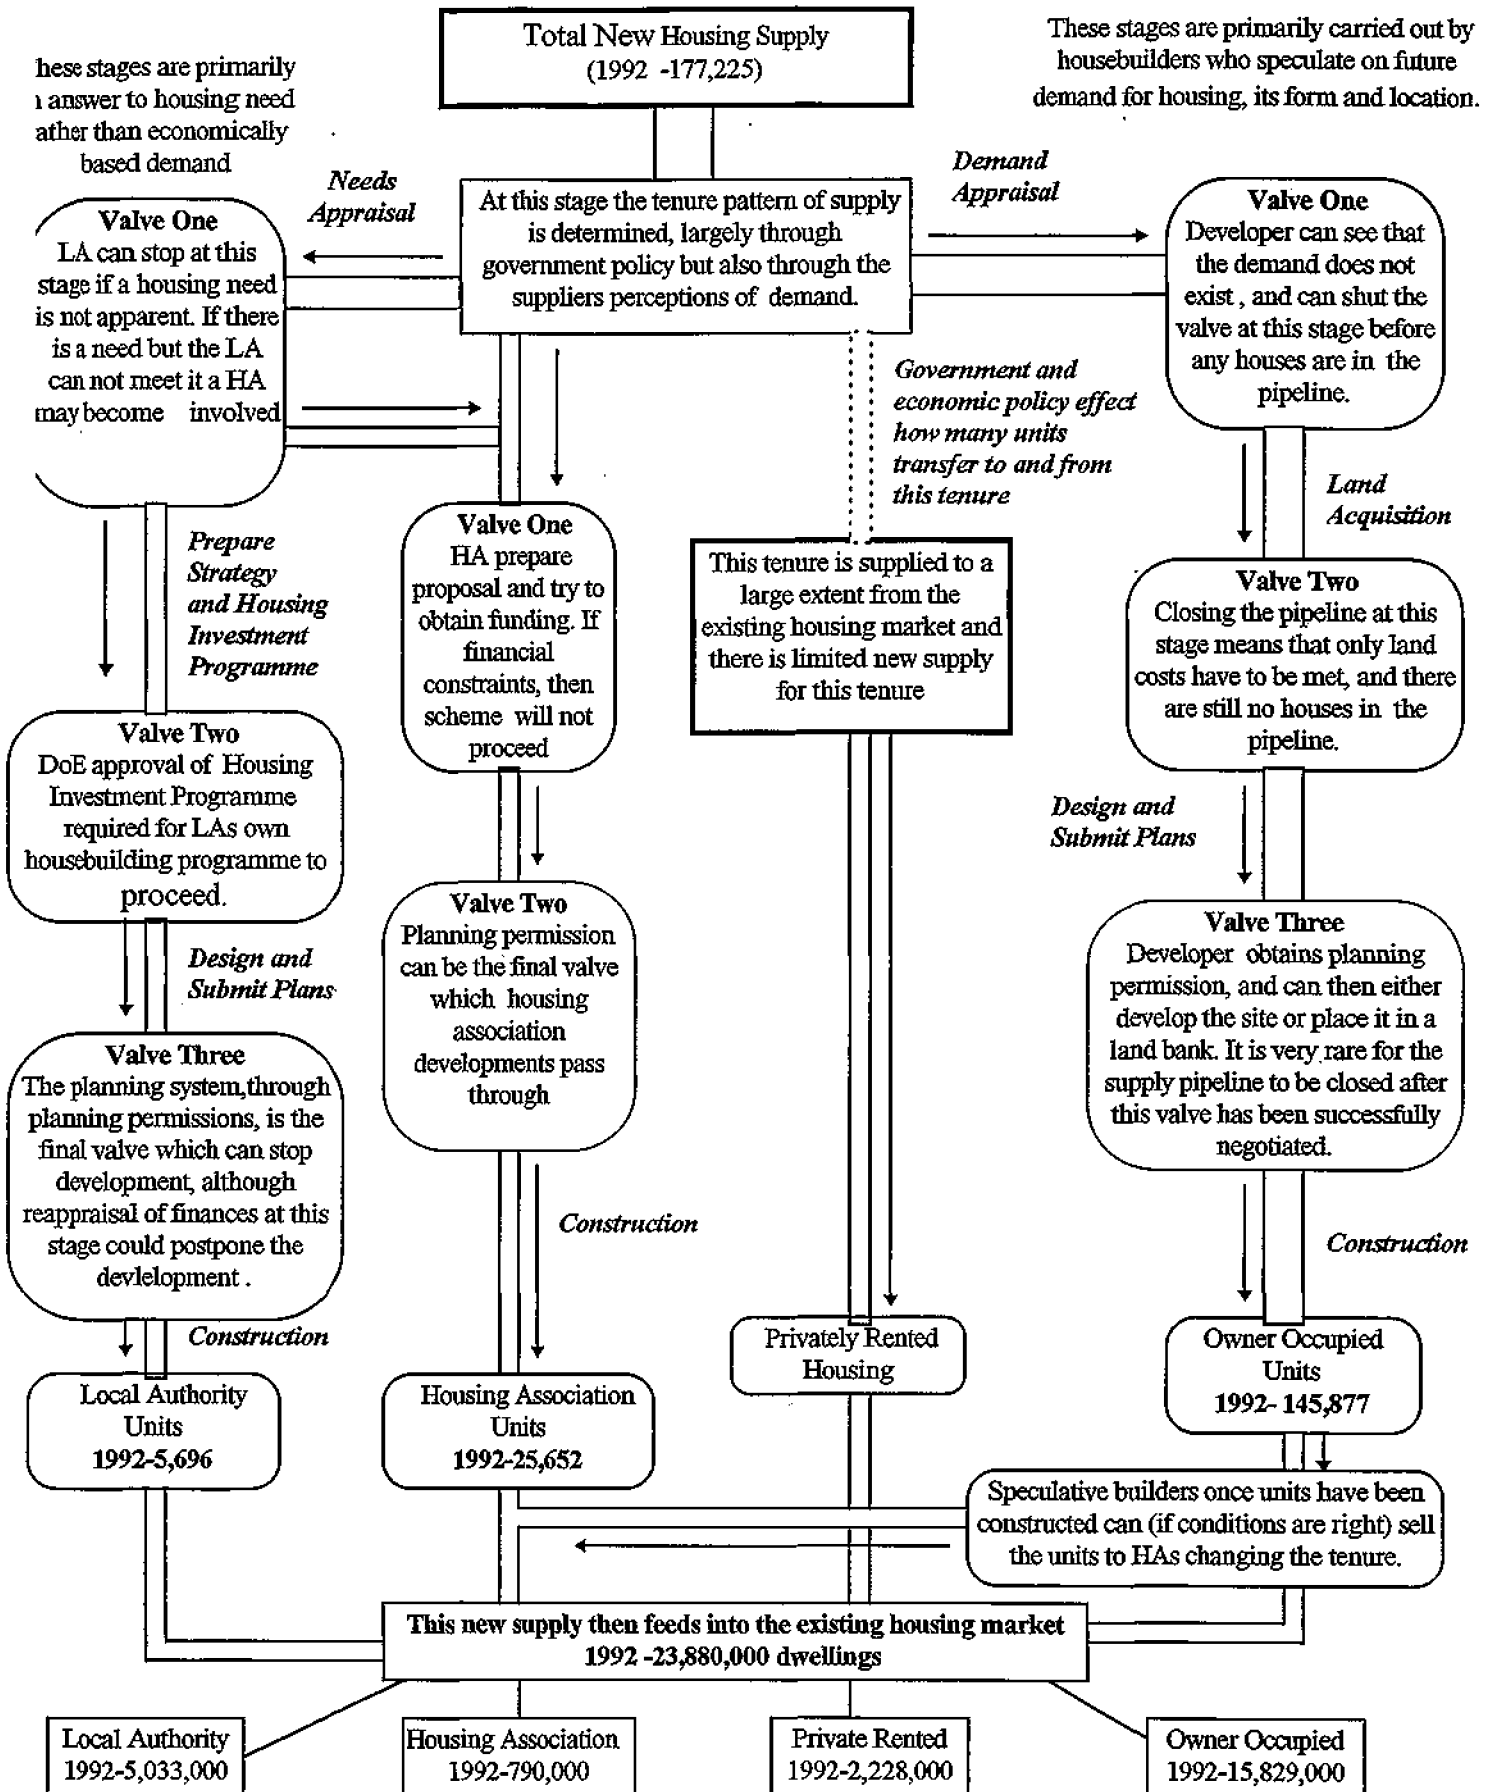 Total New Housing Supply
(1992 -177,225)
These stages are primarily carried out by
housebuilders who speculate on future
demand for housing, its form and location.
hese stages are primarily
answer to housing need
ather than economically
based demand
Needs
Appraisal
At this stage the tenure pattern of supply
is determined, largely through
government policy but also through the
suppliers perceptions of demand.
Demand
Appraisal
Valve One
LA can stop at this
stage if a housing need
is not apparent. If there
is a need but the LA
can not meet it a HA
may become involved
Valve One
Developer can see that
the demand does not
exist , and can shut the
valve at this stage before
any houses are in the
pipeline.
Government and
economic policy effect
how many units
transfer to and from
this tenure
Land
Acquisition
Prepare
Strategy
and Housing
Investment
Programme
Valve One
HA prepare
proposal and try to
obtain funding. If
financial
constraints, then
scheme will not
proceed
This tenure is supplied to a
large extent from the
existing housing market and
there is limited new supply
for this tenure
Valve Two
Closing the pipeline at this
stage means that only land
costs have to be met, and there
are still no houses in the
pipeline.
Valve Two
DoE approval of Housing
Investment Programme
required for LAs own
housebuilding programme to
proceed.
Design and
Submit Plans
Valve Two
Planning permission
can be the final valve
which housing
association
developments pass
through
Valve Three
Developer obtains planning
permission, and can then either
develop the site or place it in a
land bank. It is very rare for the
supply pipeline to be closed after
this valve has been successfully
negotiated.
Design and
Submit Plans
Valve Three
The planning system,through
planning permissions, is the
final valve which can stop
development, although
reappraisal of finances at this
stage could postpone the
devlelopment .
Construction
Construction
Construction
Local Authority
Units
1992-5,696
Housing Association
Units
1992-25,652
Privately Rented
Housing
Owner Occupied
Units
1992- 145,877
Speculative builders once units have been
constructed can (if conditions are right) sell
the units to HAs changing the tenure.
This new supply then feeds into the existing housing market
1992 -23,880,000 dwellings
Local Authority
1992-5,033,000
Housing Association
1992-790,000
Private Rented
1992-2,228,000
Owner Occupied
1992-15,829,000